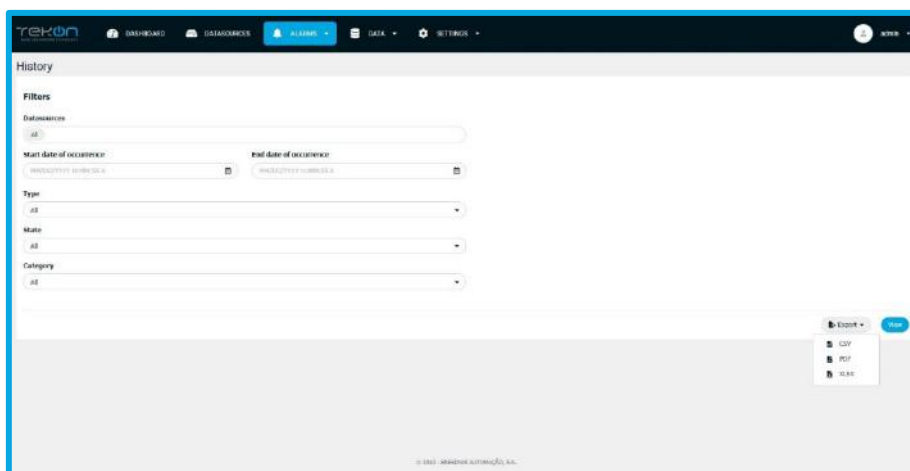 TEKON
DASHBOARD DATASOURCES ALARMS DATA SETTINGS admin
History
Filters
Datasources
All
Start date of occurrence End date of occurrence
Type
All
State
All
Category
All
Export View
CSV
PDF
XLSX